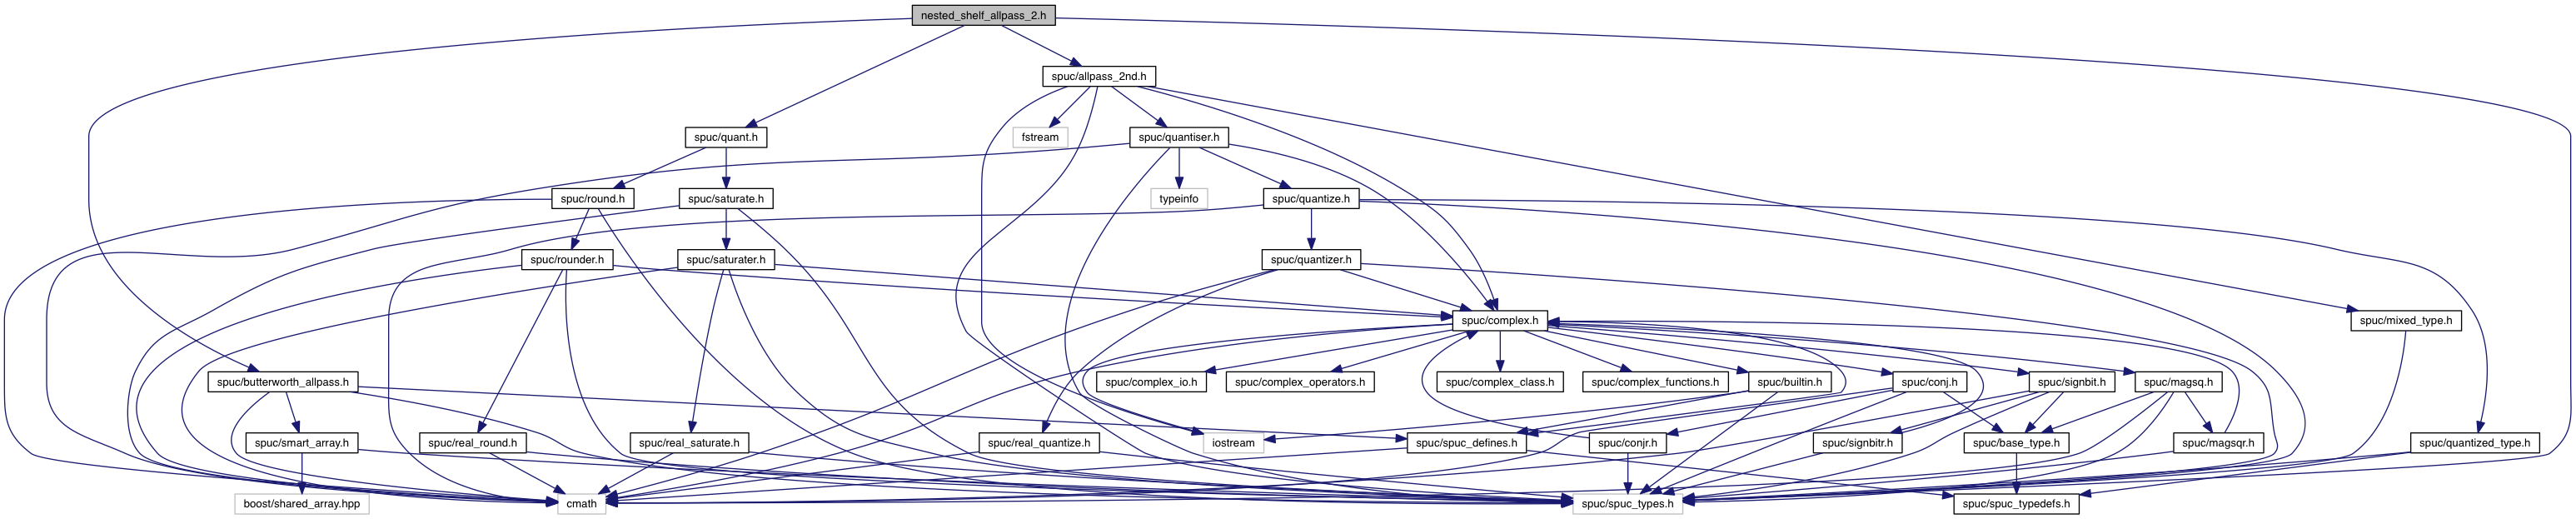 nested_shelf_allpass_2.h
spuc/allpass_2nd.h
spuc/quant.h
fstream
spuc/quantiser.h
spuc/round.h
spuc/saturate.h
typeinfo
spuc/quantize.h
spuc/rounder.h
spuc/saturater.h
spuc/quantizer.h
spuc/complex.h
spuc/mixed_type.h
spuc/butterworth_allpass.h
spuc/complex_io.h
spuc/complex_operators.h
spuc/complex_class.h
spuc/complex_functions.h
spuc/builtin.h
spuc/conj.h
spuc/signbit.h
spuc/magsq.h
spuc/smart_array.h
spuc/real_round.h
spuc/real_saturate.h
spuc/real_quantize.h
iostream
spuc/spuc_defines.h
spuc/conjr.h
spuc/signbitr.h
spuc/base_type.h
spuc/magsqr.h
spuc/quantized_type.h
boost/shared_array.hpp
cmath
spuc/spuc_types.h
spuc/spuc_typedefs.h